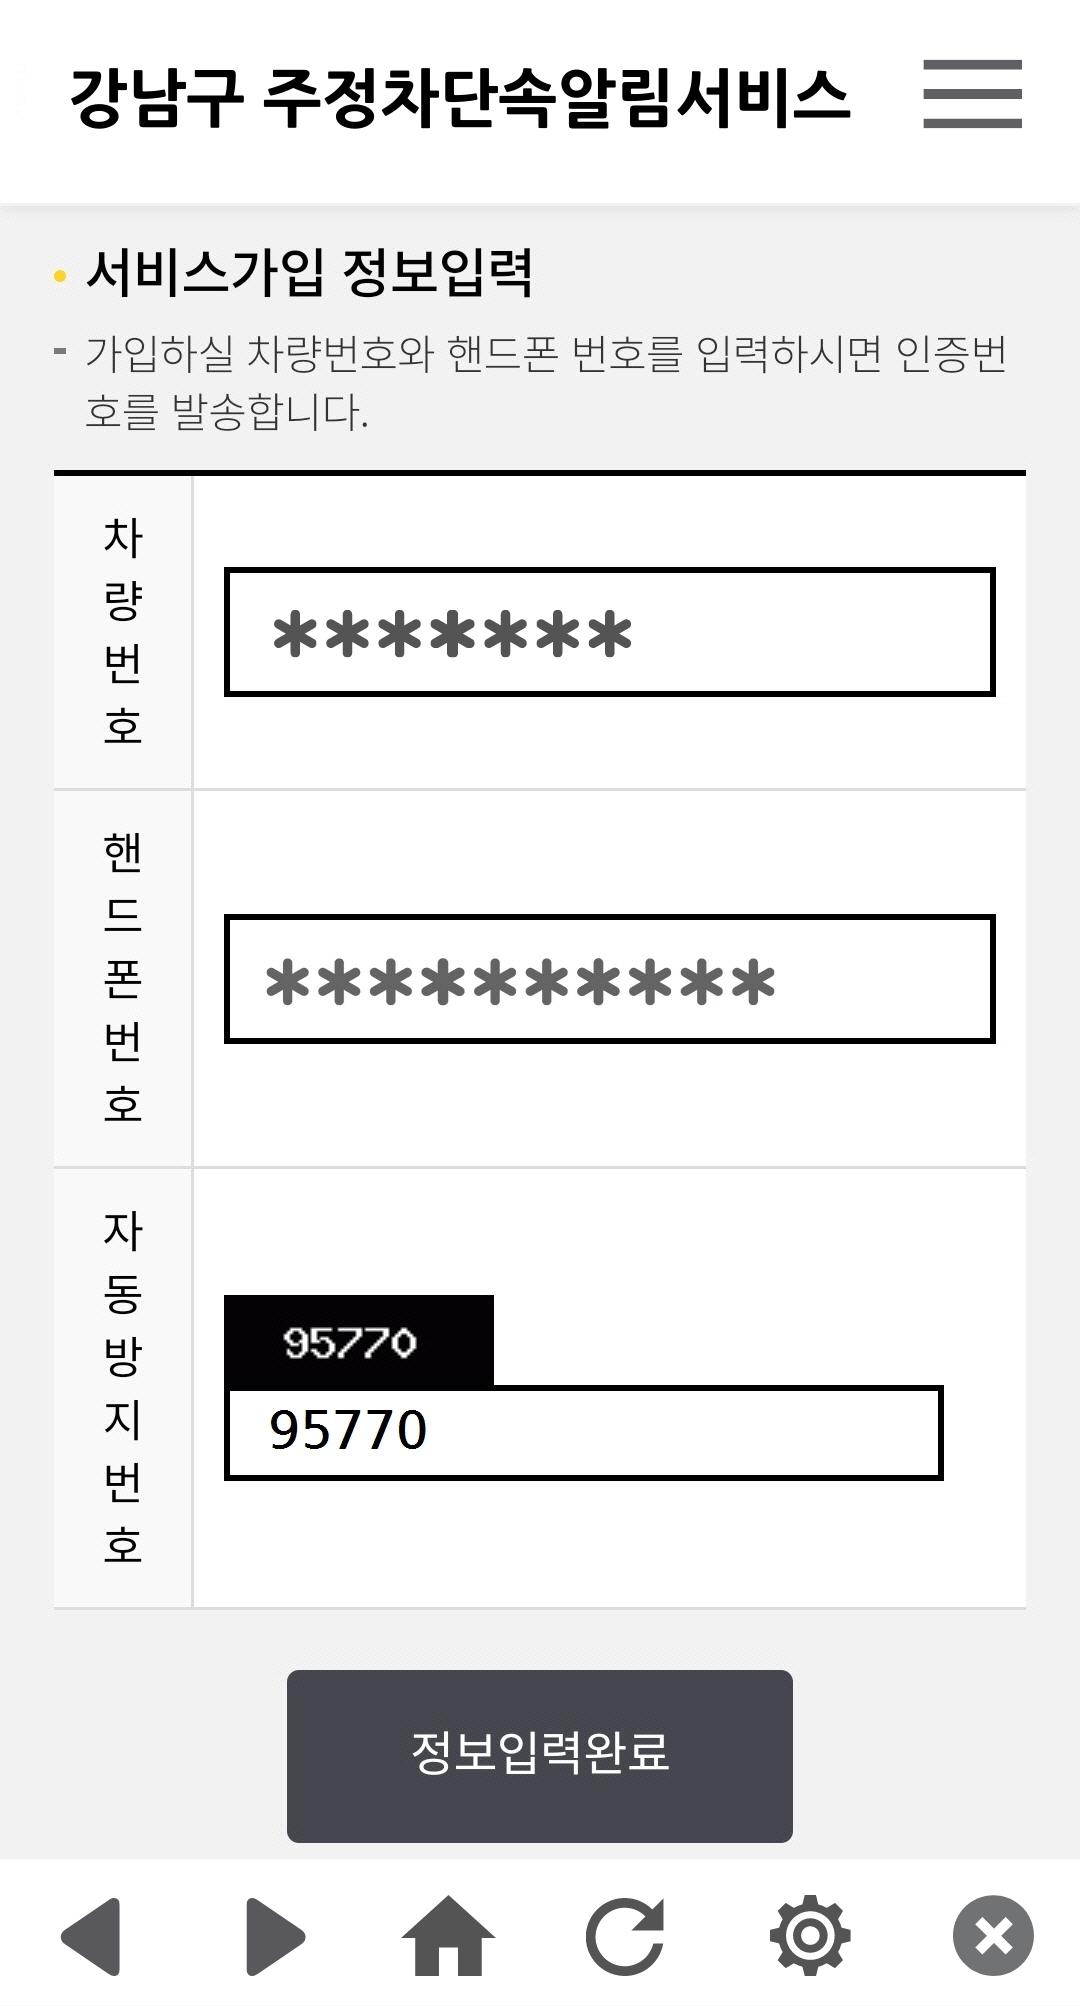 강남구 주정차단속알림서비스
서비스가입 정보입력
- 가입하실 차량번호와 핸드폰 번호를 입력하시면 인증번
호를 발송합니다.
차
량
번
호
*******
핸
드
폰
번
호
**********
자
동
방
지
번
호
95770
95770
정보입력완료